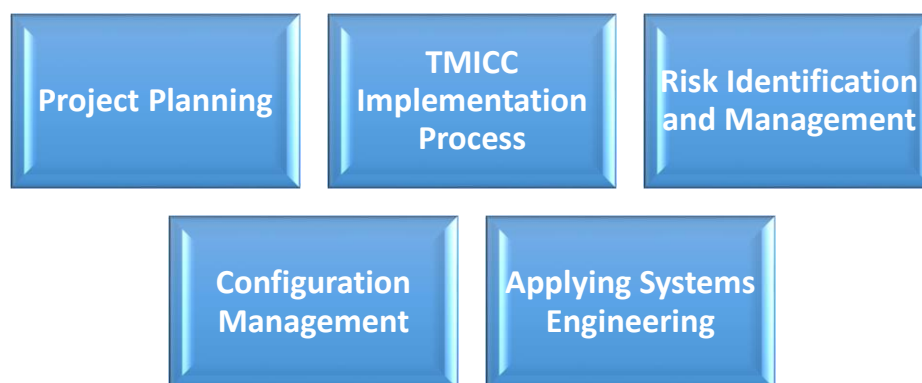 Project Planning
TMICC
Implementation
Process
Risk Identification
and Management
Configuration
Management
Applying Systems
Engineering